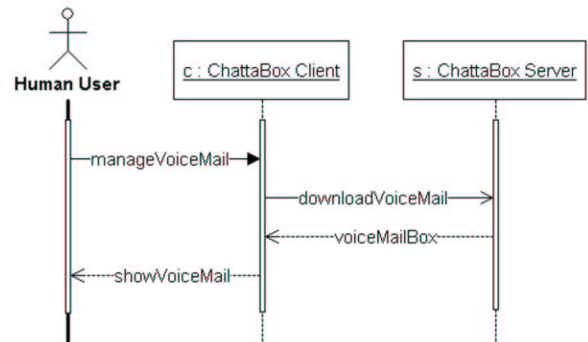 Human User
c : ChattaBox Client
s : ChattaBox Server
manageVoiceMail
downloadVoiceMail
voiceMailBox
showVoiceMail